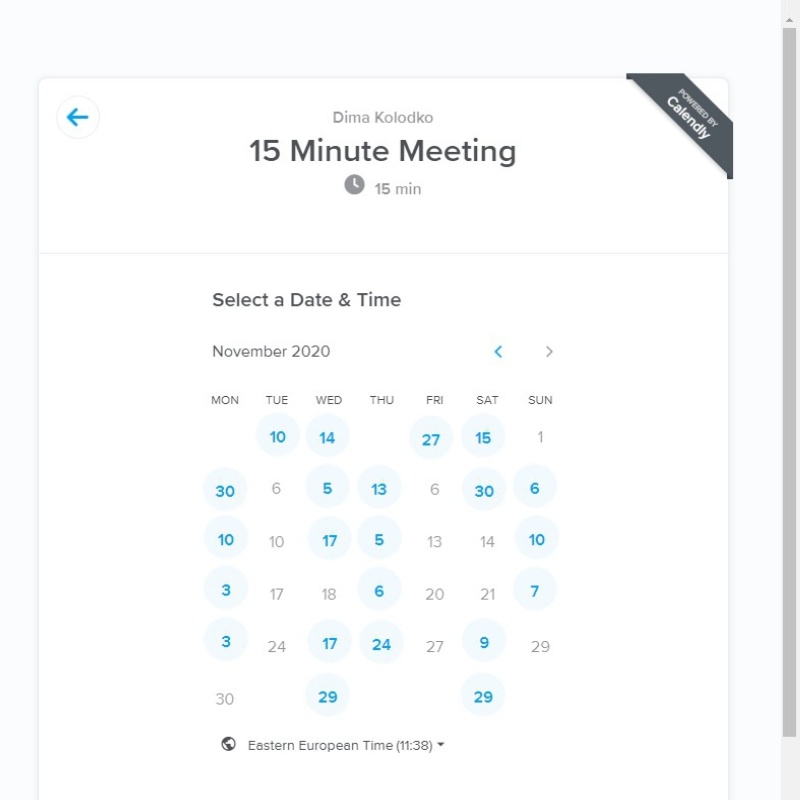 POWERED BY
Calendly
Dima Kolodko
15 Minute Meeting
15 min
Select a Date & Time
November 2020
MON TUE WED THU FRI SAT SUN
10 14 27 15 1
30 6 5 13 6 30 6
10 10 17 5 13 14 10
3 17 18 6 20 21 7
3 24 17 24 27 9 29
30 29 29
Eastern European Time (11:38)